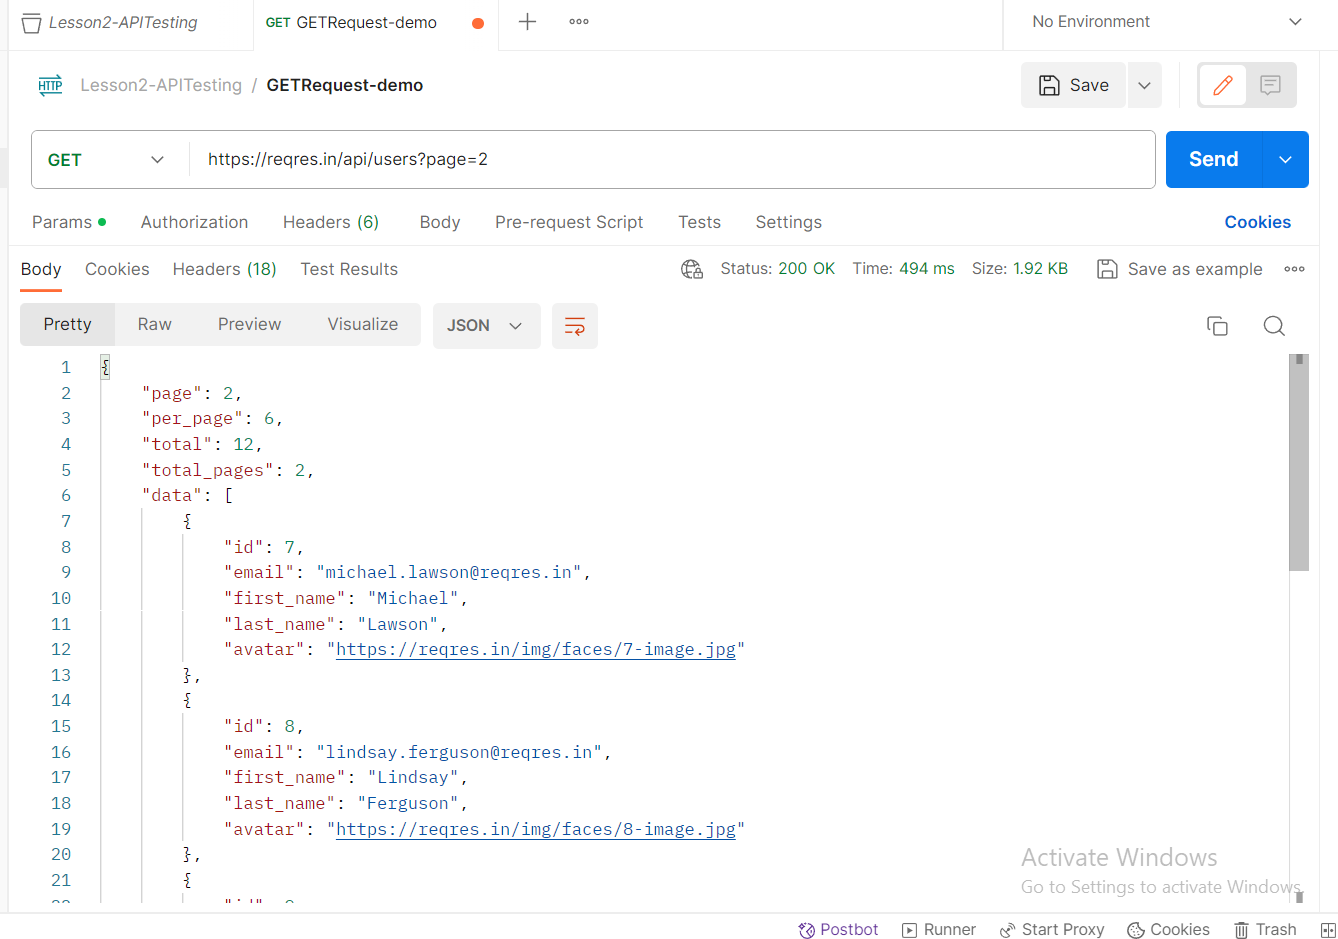 Lesson2-APITesting
GET GETRequest-demo
No Environment
HTTP Lesson2-APITesting / GETRequest-demo
Save
GET
https://reqres.in/api/users?page=2
Send
Params Authorization Headers (6) Body Pre-request Script Tests Settings Cookies
Body Cookies Headers (18) Test Results
Status: 200 OK Time: 494 ms Size: 1.92 KB Save as example
Pretty Raw Preview Visualize JSON
1 {
2 "page": 2,
3 "per_page": 6,
4 "total": 12,
5 "total_pages": 2,
6 "data": [
7 {
8 "id": 7,
9 "email": "michael.lawson@reqres.in",
10 "first_name": "Michael",
11 "last_name": "Lawson",
12 "avatar": "https://reqres.in/img/faces/7-image.jpg"
13 },
14 {
15 "id": 8,
16 "email": "lindsay.ferguson@reqres.in",
17 "first_name": "Lindsay",
18 "last_name": "Ferguson",
19 "avatar": "https://reqres.in/img/faces/8-image.jpg"
20 },
21 {
Activate Windows
Go to Settings to activate Windows.
Postbot Runner Start Proxy Cookies Trash